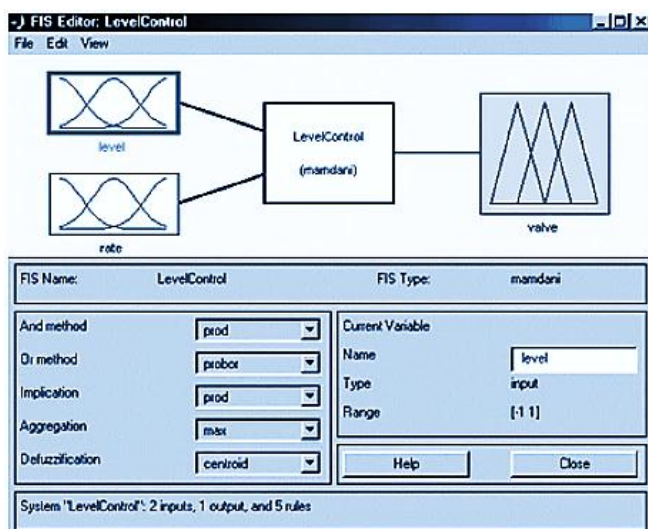 FIS Editor: LevelControl
File Edit View
level
LevelControl
(mamdani)
rate
valve
FIS Name: LevelControl FIS Type: mamdani
And method prod
Or method probor
Implication prod
Aggregation max
Defuzzification centroid
Current Variable
Name level
Type input
Range [-1 1]
Help Close
System "LevelControl": 2 inputs, 1 output, and 5 rules